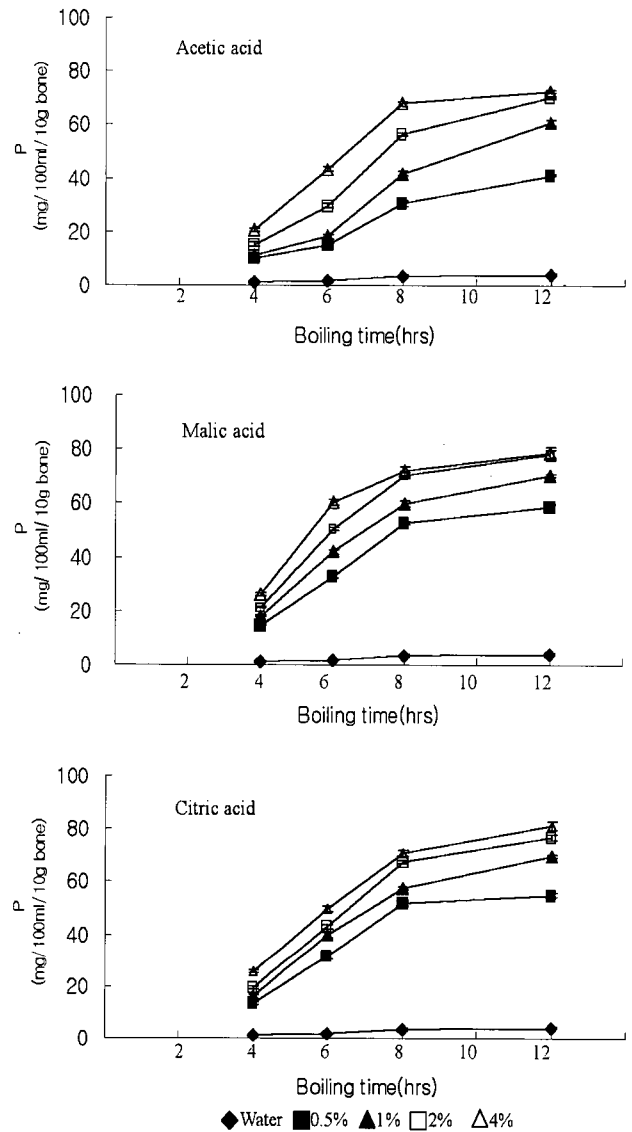 100
Acetic acid
80
60
40
20
0
P
(mg/ 100ml/ 10g bone)
2 4 6 8 10 12
Boiling time(hrs)
100
Malic acid
80
60
40
20
0
P
(mg/ 100ml/ 10g bone)
2 4 6 8 10 12
Boiling time(hrs)
100
Citric acid
80
60
40
20
0
P
(mg/ 100ml/ 10g bone)
2 4 6 8 10 12
Boiling time(hrs)
Water 0.5% 1% 2% 4%